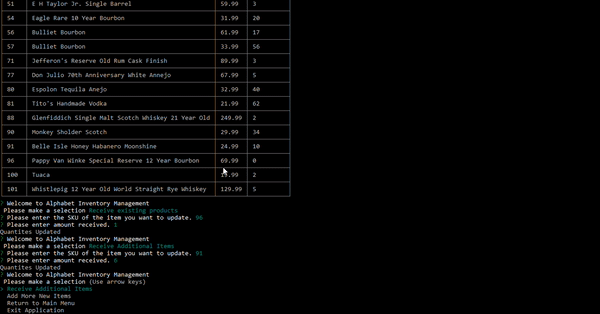 51 E H Taylor Jr. Single Barrel 59.99 3
54 Eagle Rare 10 Year Bourbon 31.99 20
56 Bulliet Bourbon 61.99 17
57 Bulliet Bourbon 33.99 56
71 Jefferon's Reserve Old Rum Cask Finish 89.99 3
77 Don Julio 70th Anniversary White Annejo 67.99 5
80 Espolon Tequila Anejo 32.99 40
81 Tito's Handmade Vodka 21.99 62
88 Glenfiddich Single Malt Scotch Whiskey 21 Year Old 249.99 2
90 Monkey Sholder Scotch 29.99 34
91 Belle Isle Honey Habanero Moonshine 24.99 10
96 Pappy Van Winke Special Reserve 12 Year Bourbon 69.99 0
100 Tuaca 2
101 Whistlepig 12 Year Old World Straight Rye Whiskey 129.99 5
? Welcome to Alphabet Inventory Management
Please make a selection Receive existing products
? Please enter the SKU of the item you want to update. 96
? Please enter amount received. 1
Quantites Updated
? Welcome to Alphabet Inventory Management
Please make a selection Receive Additional Items
? Please enter the SKU of the item you want to update. 91
? Please enter amount received. 6
Quantites Updated
? Welcome to Alphabet Inventory Management
Please make a selection (Use arrow keys)
> Receive Additional Items
Add More New Items
Return to Main Menu
Exit Application